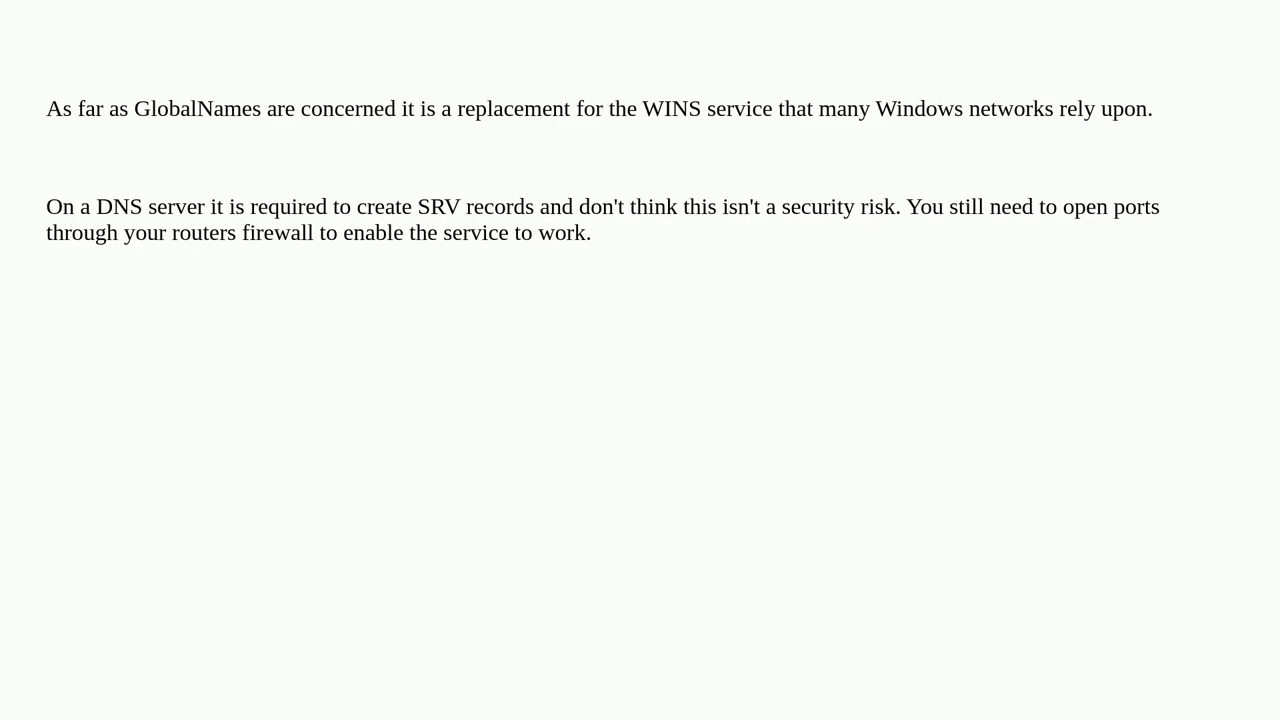 As far as GlobalNames are concerned it is a replacement for the WINS service that many Windows networks rely upon.
On a DNS server it is required to create SRV records and don't think this isn't a security risk. You still need to open ports
through your routers firewall to enable the service to work.